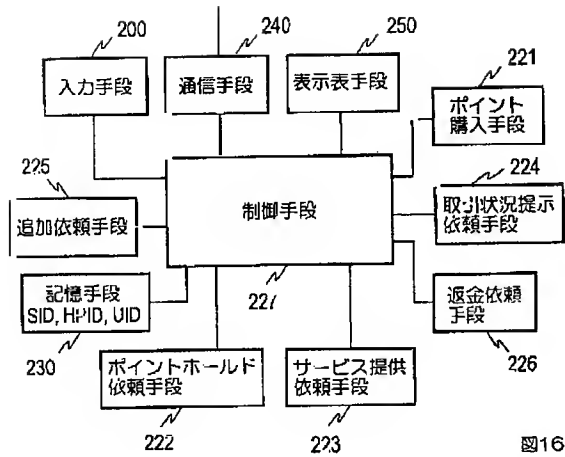 200
240
250
221
入力手段
通信手段
表示表手段
ポイント
購入手段
225
224
制御手段
取引状況提示
依頼手段
追加依頼手段
記憶手段
SID, HPID, UID
227
返金依頼
手段
230
226
ポイントホールド
依頼手段
サービス提供
依頼手段
222
223
図16